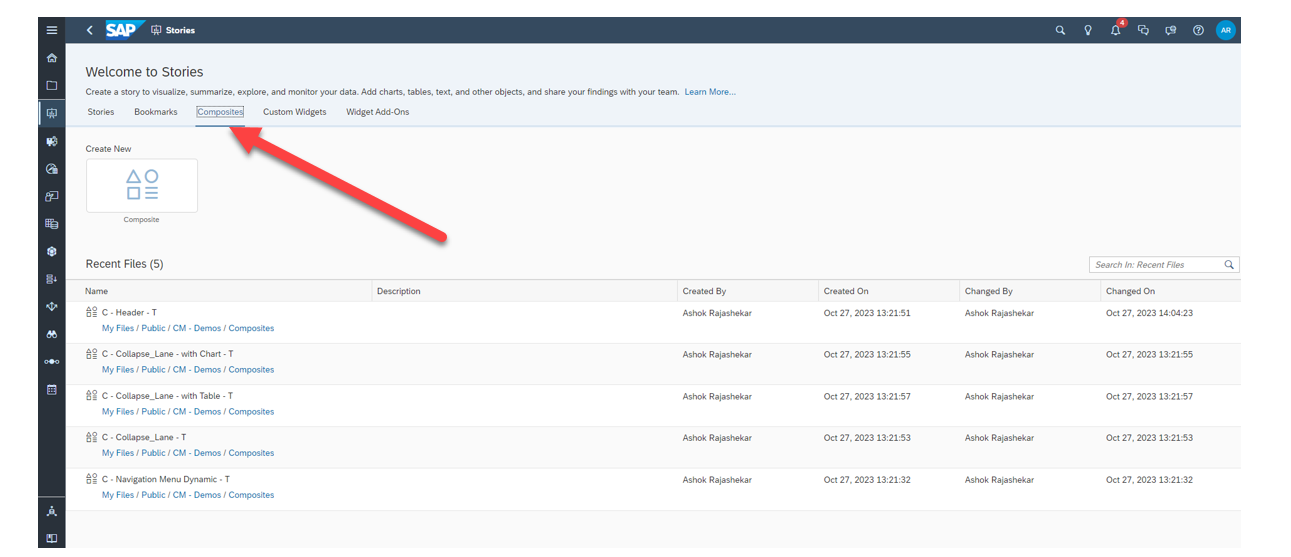 SAP Stories 4 AR
Welcome to Stories
Create a story to visualize, summarize, explore, and monitor your data. Add charts, tables, text, and other objects, and share your findings with your team. Learn More...
Stories Bookmarks Composites Custom Widgets Widget Add-Ons
Create New
Composite
Recent Files (5)
Search In: Recent Files
Name Description Created By Created On Changed By Changed On
C - Header - T Ashok Rajashekar Oct 27, 2023 13:21:51 Ashok Rajashekar Oct 27, 2023 14:04:23
My Files / Public / CM - Demos / Composites
C - Collapse_Lane - with Chart - T Ashok Rajashekar Oct 27, 2023 13:21:55 Ashok Rajashekar Oct 27, 2023 13:21:55
My Files / Public / CM - Demos / Composites
C - Collapse_Lane - with Table - T Ashok Rajashekar Oct 27, 2023 13:21:57 Ashok Rajashekar Oct 27, 2023 13:21:57
My Files / Public / CM - Demos / Composites
C - Collapse_Lane - T Ashok Rajashekar Oct 27, 2023 13:21:53 Ashok Rajashekar Oct 27, 2023 13:21:53
My Files / Public / CM - Demos / Composites
C - Navigation Menu Dynamic - T Ashok Rajashekar Oct 27, 2023 13:21:32 Ashok Rajashekar Oct 27, 2023 13:21:32
My Files / Public / CM - Demos / Composites